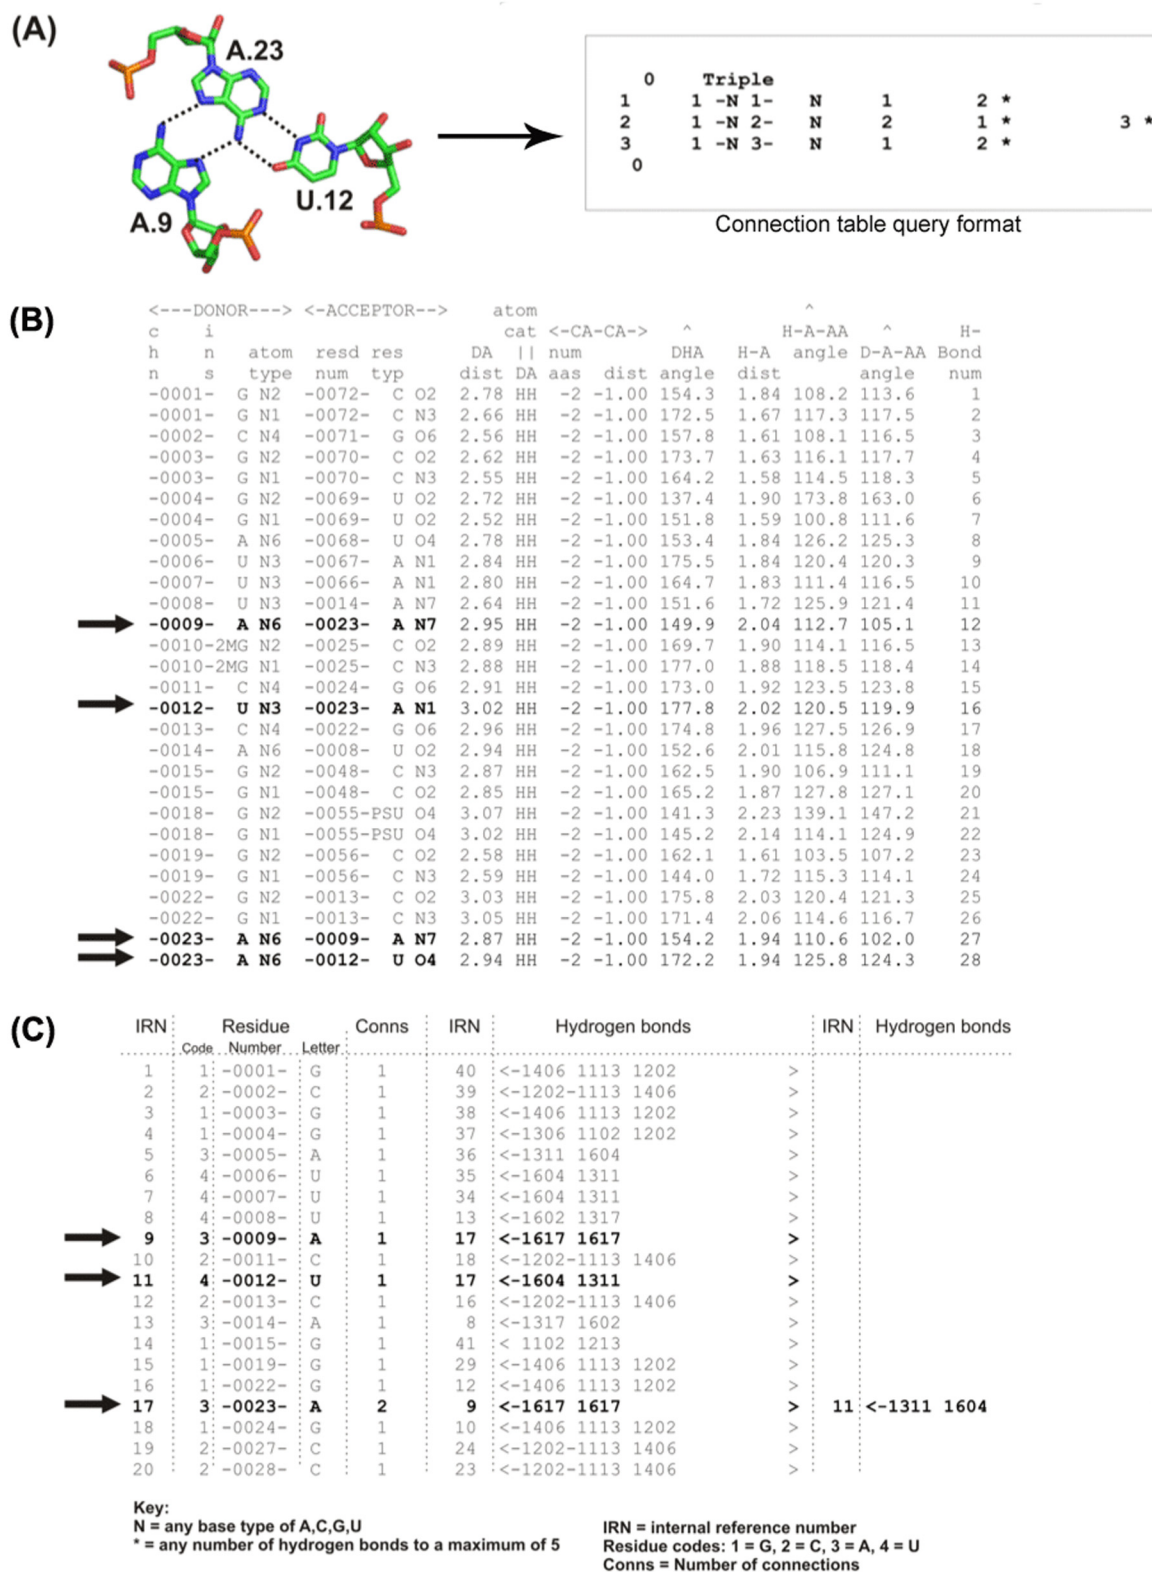 (A)
A.23
A.9
U.12
0 Triple
1 1 -N 1- N 1 2 *
2 1 -N 2- N 2 1 * 3 *
3 1 -N 3- N 1 2 *
0
Connection table query format
(B)
<---DONOR---> <-ACCEPTOR--> atom ^
c i cat <-CA-CA-> ^ H-A-AA ^ H-
h n atom resd res DA || num DHA H-A angle D-A-AA Bond
n s type num typ dist DA aas dist angle dist angle num
-0001- G N2 -0072- C O2 2.78 HH -2 -1.00 154.3 1.84 108.2 113.6 1
-0001- G N1 -0072- C N3 2.66 HH -2 -1.00 172.5 1.67 117.3 117.5 2
-0002- C N4 -0071- G O6 2.56 HH -2 -1.00 157.8 1.61 108.1 116.5 3
-0003- G N2 -0070- C O2 2.62 HH -2 -1.00 173.7 1.63 116.1 117.7 4
-0003- G N1 -0070- C N3 2.55 HH -2 -1.00 164.2 1.58 114.5 118.3 5
-0004- G N2 -0069- U O2 2.72 HH -2 -1.00 137.4 1.90 173.8 163.0 6
-0004- G N1 -0069- U O2 2.52 HH -2 -1.00 151.8 1.59 100.8 111.6 7
-0005- A N6 -0068- U O4 2.78 HH -2 -1.00 153.4 1.84 126.2 125.3 8
-0006- U N3 -0067- A N1 2.84 HH -2 -1.00 175.5 1.84 120.4 120.3 9
-0007- U N3 -0066- A N1 2.80 HH -2 -1.00 164.7 1.83 111.4 116.5 10
-0008- U N3 -0014- A N7 2.64 HH -2 -1.00 151.6 1.72 125.9 121.4 11
-0009- A N6 -0023- A N7 2.95 HH -2 -1.00 149.9 2.04 112.7 105.1 12
-0010-2MG N2 -0025- C O2 2.89 HH -2 -1.00 169.7 1.90 114.1 116.5 13
-0010-2MG N1 -0025- C N3 2.88 HH -2 -1.00 177.0 1.88 118.5 118.4 14
-0011- C N4 -0024- G O6 2.91 HH -2 -1.00 173.0 1.92 123.5 123.8 15
-0012- U N3 -0023- A N1 3.02 HH -2 -1.00 177.8 2.02 120.5 119.9 16
-0013- C N4 -0022- G O6 2.96 HH -2 -1.00 174.8 1.96 127.5 126.9 17
-0014- A N6 -0008- U O2 2.94 HH -2 -1.00 152.6 2.01 115.8 124.8 18
-0015- G N2 -0048- C N3 2.87 HH -2 -1.00 162.5 1.90 106.9 111.1 19
-0015- G N1 -0048- C O2 2.85 HH -2 -1.00 165.2 1.87 127.8 127.1 20
-0018- G N2 -0055-PSU O4 3.07 HH -2 -1.00 141.3 2.23 139.1 147.2 21
-0018- G N1 -0055-PSU O4 3.02 HH -2 -1.00 145.2 2.14 114.1 124.9 22
-0019- G N2 -0056- C O2 2.58 HH -2 -1.00 162.1 1.61 103.5 107.2 23
-0019- G N1 -0056- C N3 2.59 HH -2 -1.00 144.0 1.72 115.3 114.1 24
-0022- G N2 -0013- C O2 3.03 HH -2 -1.00 175.8 2.03 120.4 121.3 25
-0022- G N1 -0013- C N3 3.05 HH -2 -1.00 171.4 2.06 114.6 116.7 26
-0023- A N6 -0009- A N7 2.87 HH -2 -1.00 154.2 1.94 110.6 102.0 27
-0023- A N6 -0012- U O4 2.94 HH -2 -1.00 172.2 1.94 125.8 124.3 28
(C)
IRN Residue Conns IRN Hydrogen bonds IRN Hydrogen bonds
Code Number Letter
1 1 -0001- G 1 40 <-1406 1113 1202 >
2 2 -0002- C 1 39 <-1202-1113 1406 >
3 1 -0003- G 1 38 <-1406 1113 1202 >
4 1 -0004- G 1 37 <-1306 1102 1202 >
5 3 -0005- A 1 36 <-1311 1604 >
6 4 -0006- U 1 35 <-1604 1311 >
7 4 -0007- U 1 34 <-1604 1311 >
8 4 -0008- U 1 13 <-1602 1317 >
9 3 -0009- A 1 17 <-1617 1617 >
10 2 -0011- C 1 18 <-1202-1113 1406 >
11 4 -0012- U 1 17 <-1604 1311 >
12 2 -0013- C 1 16 <-1202-1113 1406 >
13 3 -0014- A 1 8 <-1317 1602 >
14 1 -0015- G 1 41 < 1102 1213 >
15 1 -0019- G 1 29 <-1406 1113 1202 >
16 1 -0022- G 1 12 <-1406 1113 1202 >
17 3 -0023- A 2 9 <-1617 1617 > 11 <-1311 1604
18 1 -0024- G 1 10 <-1406 1113 1202 >
19 2 -0027- C 1 24 <-1202-1113 1406 >
20 2 -0028- C 1 23 <-1202-1113 1406 >
Key:
N = any base type of A,C,G,U
* = any number of hydrogen bonds to a maximum of 5
IRN = internal reference number
Residue codes: 1 = G, 2 = C, 3 = A, 4 = U
Conns = Number of connections